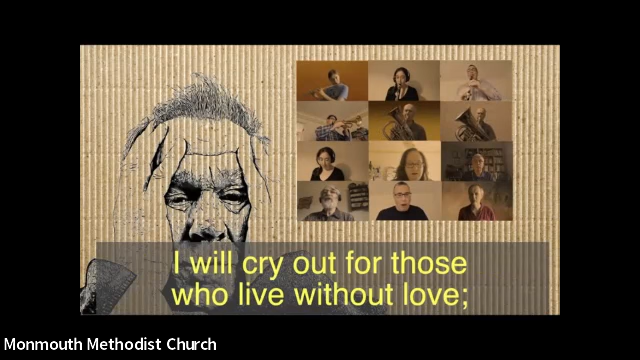 I will cry out for those
who live without love;
Monmouth Methodist Church